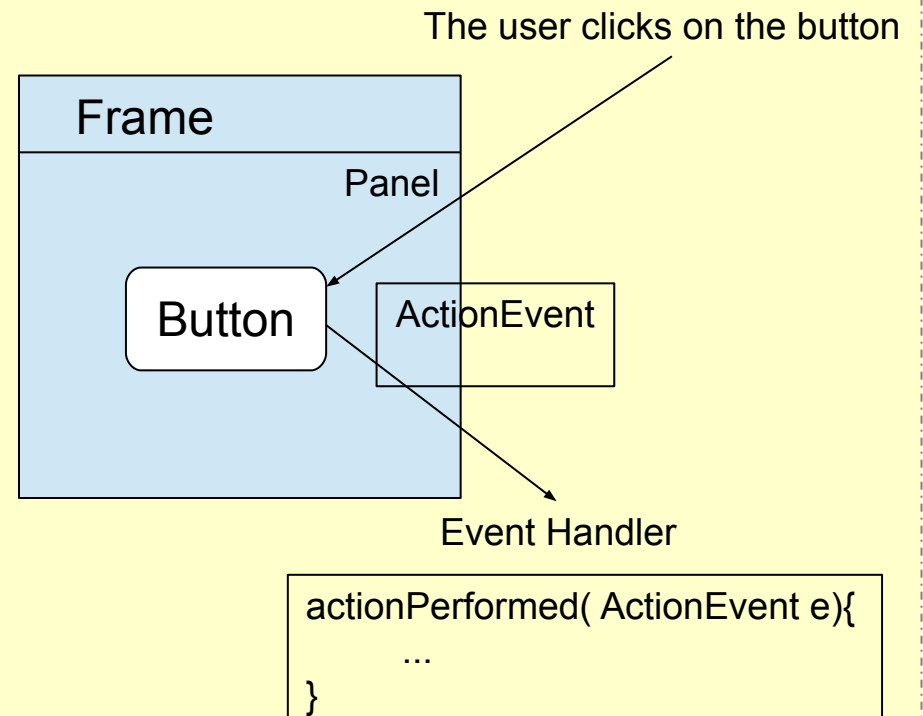 The user clicks on the button
Frame
Panel
Button
ActionEvent
Event Handler
actionPerformed( ActionEvent e){
...
}